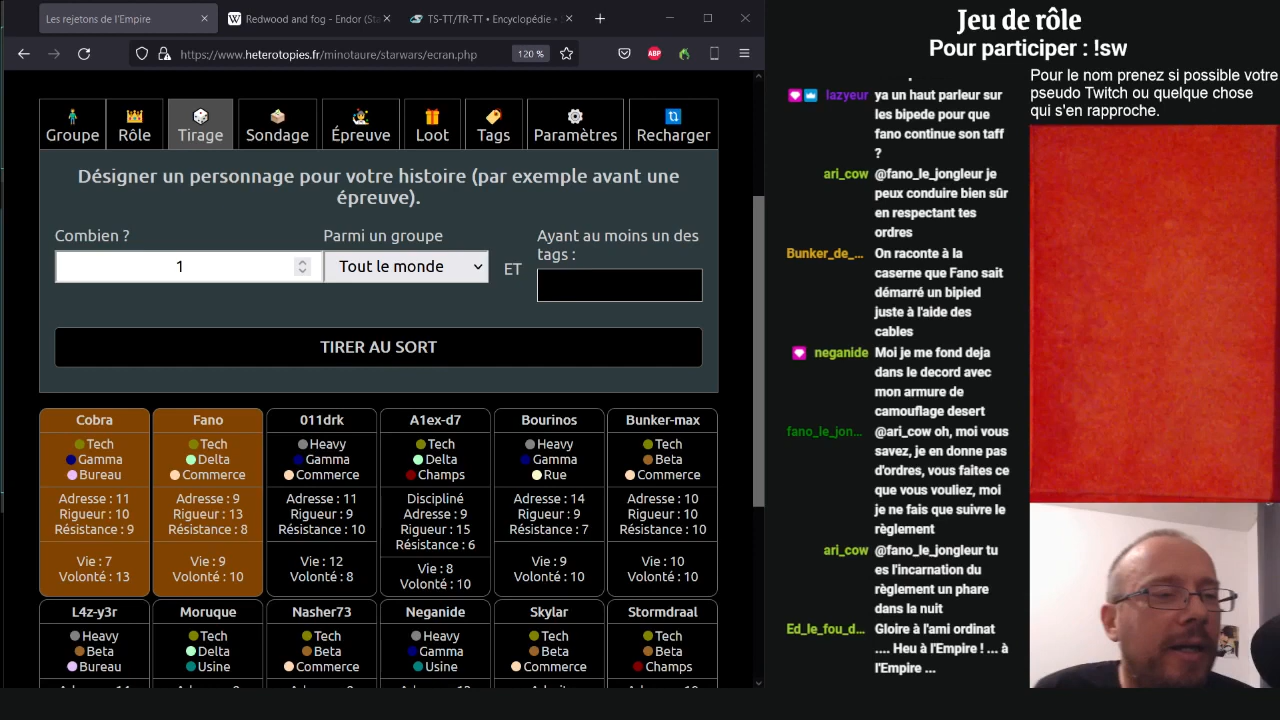 Les rejetons de l'Empire
Redwood and fog - Endor (Sta
TS-TT/TR-TT • Encyclopédie •
https://www.heterotopies.fr/minotaure/starwars/ecran.php
120 %
ABP
Groupe
Rôle
Tirage
Sondage
Épreuve
Loot
Tags
Paramètres
Recharger
Désigner un personnage pour votre histoire (par exemple avant une
épreuve).
Combien ?
1
Parmi un groupe
Tout le monde
ET
Ayant au moins un des
tags :
TIRER AU SORT
Cobra
Tech
Gamma
Bureau
Adresse : 11
Rigueur : 10
Résistance : 9
Vie : 7
Volonté : 13
Fano
Tech
Delta
Commerce
Adresse : 9
Rigueur : 13
Résistance : 8
Vie : 9
Volonté : 10
011drk
Heavy
Gamma
Commerce
Adresse : 11
Rigueur : 9
Résistance : 10
Vie : 12
Volonté : 8
A1ex-d7
Tech
Delta
Champs
Discipliné
Adresse : 9
Rigueur : 15
Résistance : 6
Vie : 8
Volonté : 10
Bourinos
Heavy
Gamma
Rue
Adresse : 14
Rigueur : 9
Résistance : 7
Vie : 9
Volonté : 10
Bunker-max
Tech
Beta
Commerce
Adresse : 10
Rigueur : 10
Résistance : 10
Vie : 10
Volonté : 10
L4z-y3r
Heavy
Beta
Bureau
Moruque
Tech
Delta
Usine
Nasher73
Tech
Beta
Commerce
Neganide
Heavy
Gamma
Usine
Skylar
Tech
Beta
Commerce
Stormdraal
Tech
Beta
Champs
Jeu de rôle
Pour participer : !sw
Pour le nom prenez si possible votre
pseudo Twitch ou quelque chose
qui s'en rapproche.
lazyeur ya un haut parleur sur
les bipede pour que
fano continue son taff
?
ari_cow @fano_le_jongleur je
peux conduire bien sûr
en respectant tes
ordres
Bunker_de_... On raconte à la
caserne que Fano sait
démarré un bipied
juste à l'aide des
cables
neganide Moi je me fond deja
dans le decord avec
mon armure de
camouflage desert
fano_le_jon... @ari_cow oh, moi vous
savez, je en donne pas
d'ordres, vous faites ce
que vous vouliez, moi
je ne fais que suivre le
règlement
ari_cow @fano_le_jongleur tu
es l'incarnation du
règlement un phare
dans la nuit
Ed_le_fou_d... Gloire à l'ami ordinat
.... Heu à l'Empire ! ... à
l'Empire ...